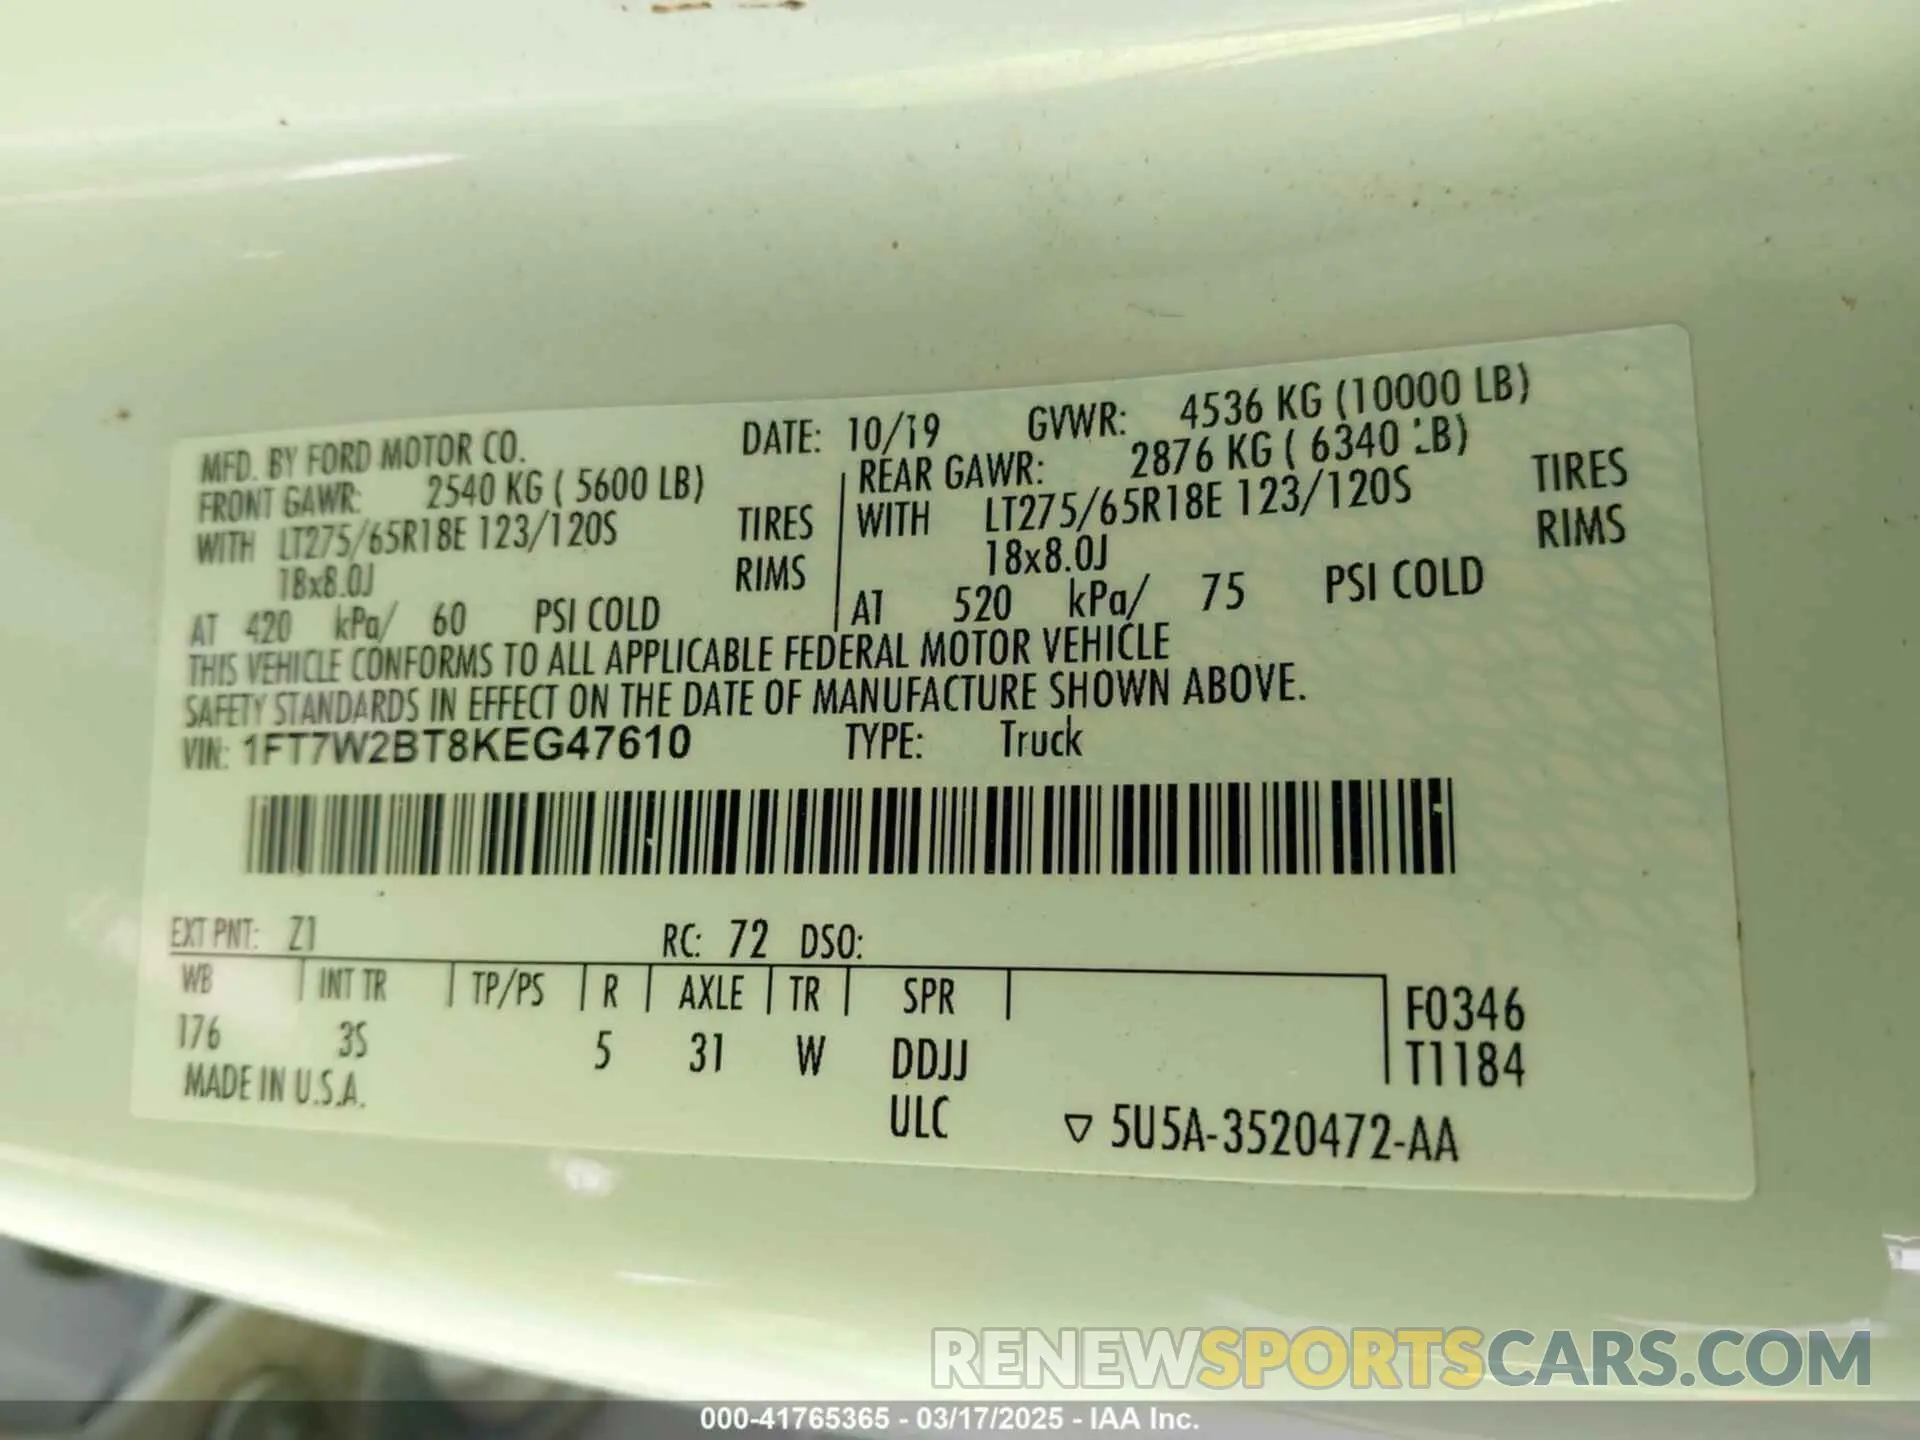 MFD. BY FORD MOTOR CO. DATE: 10/19 GVWR: 4536 KG (10000 LB)
FRONT GAWR: 2540 KG ( 5600 LB) REAR GAWR: 2876 KG ( 6340 LB)
WITH LT275/65R18E 123/120S TIRES WITH LT275/65R18E 123/120S TIRES
18x8.0J RIMS 18x8.0J RIMS
AT 420 kPa/ 60 PSI COLD AT 520 kPa/ 75 PSI COLD
THIS VEHICLE CONFORMS TO ALL APPLICABLE FEDERAL MOTOR VEHICLE
SAFETY STANDARDS IN EFFECT ON THE DATE OF MANUFACTURE SHOWN ABOVE.
VIN: 1FT7W2BT8KEG47610 TYPE: Truck
EXT PNT: Z1 RC: 72 DSO:
WB INT TR TP/PS R AXLE TR SPR F0346
176 3S 5 31 W DDJJ T1184
MADE IN U.S.A. ULC ▽ 5U5A-3520472-AA
RENEWSPORTSCARS.COM
000-41765365 - 03/17/2025 - IAA Inc.